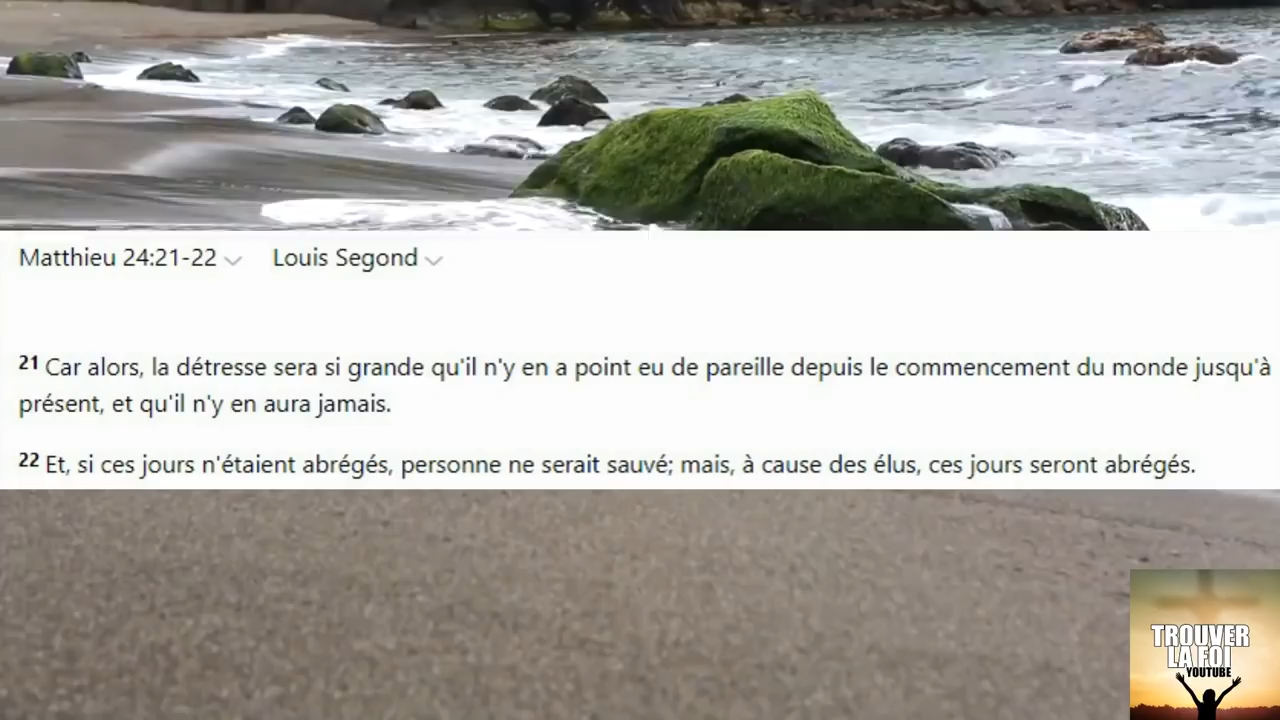 Matthieu 24:21-22 Louis Segond
21 Car alors, la détresse sera si grande qu'il n'y en a point eu de pareille depuis le commencement du monde jusqu'à
présent, et qu'il n'y en aura jamais.
22 Et, si ces jours n'étaient abrégés, personne ne serait sauvé; mais, à cause des élus, ces jours seront abrégés.
TROUVER
LA FOI
YOUTUBE